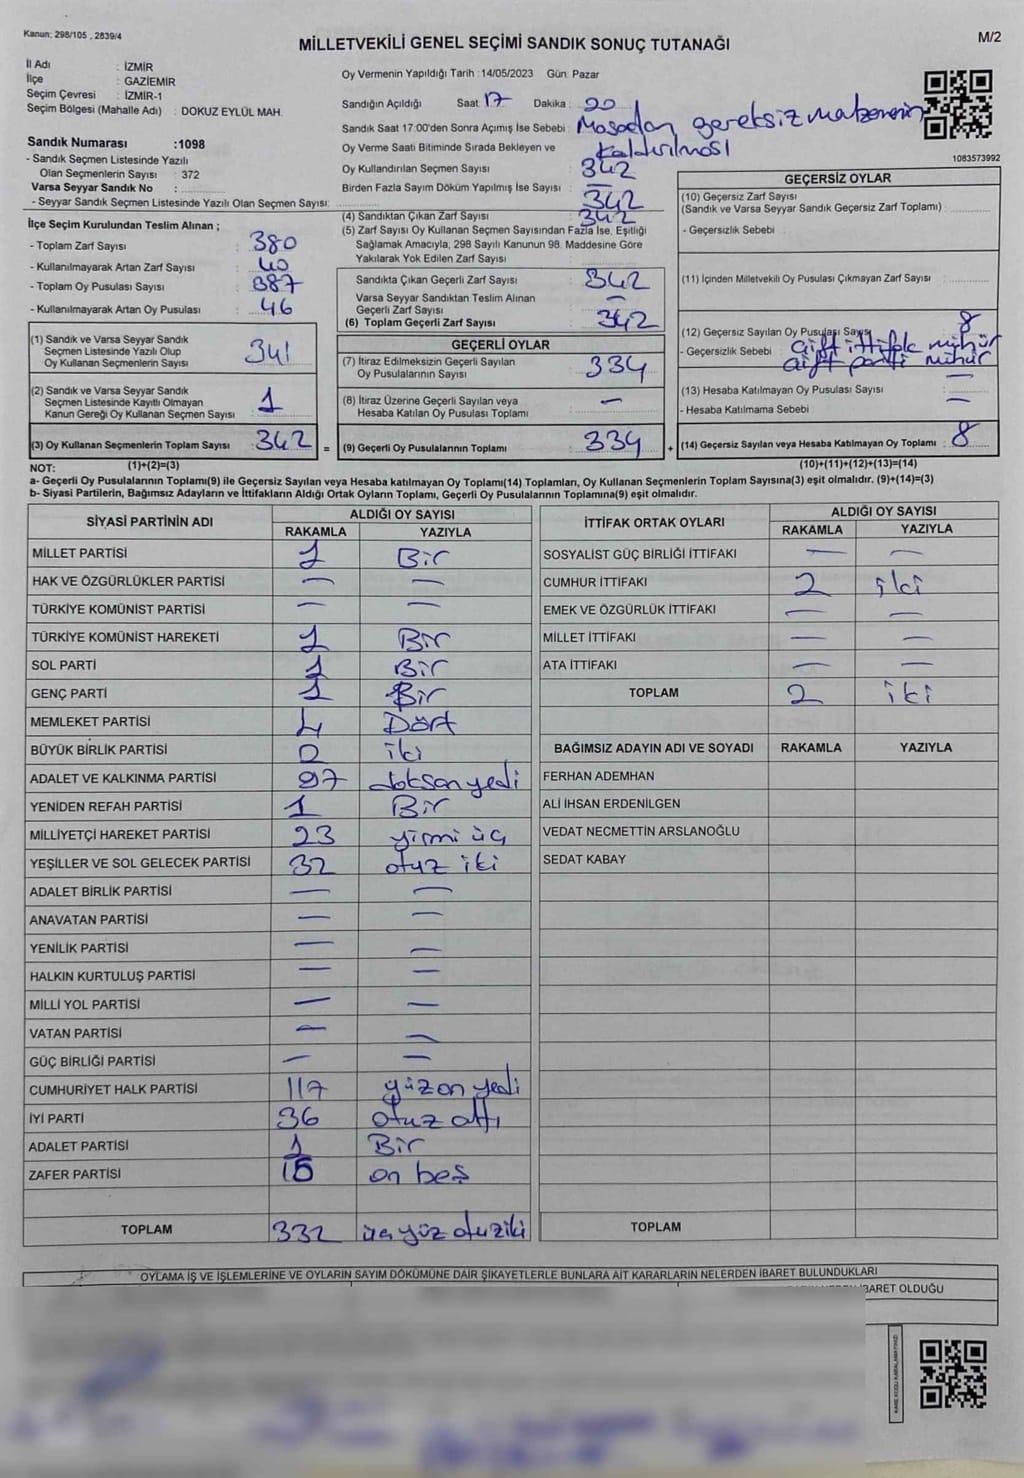 Kanun: 298/105 , 2839/4
M/2
MİLLETVEKİLİ GENEL SEÇİMİ SANDIK SONUÇ TUTANAĞI
İl Adı : İZMİR
İlçe : GAZİEMİR
Seçim Çevresi : İZMİR-1
Seçim Bölgesi (Mahalle Adı) : DOKUZ EYLÜL MAH.
Sandık Numarası :1098
- Sandık Seçmen Listesinde Yazılı
Olan Seçmenlerin Sayısı : 372
Varsa Seyyar Sandık No :
- Seyyar Sandık Seçmen Listesinde Yazılı Olan Seçmen Sayısı:
Oy Vermenin Yapıldığı Tarih :14/05/2023 Gün: Pazar
Sandığın Açıldığı Saat 17 Dakika : 20
Sandık Saat 17:00'den Sonra Açımış İse Sebebi : Masadan gereksiz malzemenin
kaldırılması
Oy Verme Saati Bitiminde Sırada Bekleyen ve
Oy Kullandırılan Seçmen Sayısı : 342
Birden Fazla Sayım Döküm Yapılmış İse Sayısı : —
342
1083573992
İlçe Seçim Kurulundan Teslim Alınan ;
- Toplam Zarf Sayısı : 380
- Kullanılmayarak Artan Zarf Sayısı : 40
- Toplam Oy Pusulası Sayısı : 387
- Kullanılmayarak Artan Oy Pusulası : 46
(1) Sandık ve Varsa Seyyar Sandık
Seçmen Listesinde Yazılı Olup
Oy Kullanan Seçmenlerin Sayısı : 341
(2) Sandık ve Varsa Seyyar Sandık
Seçmen Listesinde Kayıtlı Olmayan
Kanun Gereği Oy Kullanan Seçmen Sayısı : 1
(3) Oy Kullanan Seçmenlerin Toplam Sayısı : 342
(1)+(2)=(3)
(4) Sandıktan Çıkan Zarf Sayısı : 342
(5) Zarf Sayısı Oy Kullanan Seçmen Sayısından Fazla İse, Eşitliği
Sağlamak Amacıyla, 298 Sayılı Kanunun 98. Maddesine Göre
Yakılarak Yok Edilen Zarf Sayısı :
Sandıkta Çıkan Geçerli Zarf Sayısı : 342
Varsa Seyyar Sandıktan Teslim Alınan
Geçerli Zarf Sayısı : —
(6) Toplam Geçerli Zarf Sayısı : 342
GEÇERLİ OYLAR
(7) İtiraz Edilmeksizin Geçerli Sayılan
Oy Pusulalarının Sayısı : 334
(8) İtiraz Üzerine Geçerli Sayılan veya
Hesaba Katılan Oy Pusulası Toplamı : —
= (9) Geçerli Oy Pusulalarının Toplamı : 334
GEÇERSİZ OYLAR
(10) Geçersiz Zarf Sayısı
(Sandık ve Varsa Seyyar Sandık Geçersiz Zarf Toplamı) :
- Geçersizlik Sebebi :
(11) İçinden Milletvekili Oy Pusulası Çıkmayan Zarf Sayısı :
(12) Geçersiz Sayılan Oy Pusulası Sayısı : 8
- Geçersizlik Sebebi : çift ittifak mühür
çift parti mühür
(13) Hesaba Katılmayan Oy Pusulası Sayısı : —
- Hesaba Katılmama Sebebi : —
+ (14) Geçersiz Sayılan veya Hesaba Katılmayan Oy Toplamı : 8
(10)+(11)+(12)+(13)=(14)
NOT:
a- Geçerli Oy Pusulalarının Toplamı(9) ile Geçersiz Sayılan veya Hesaba katılmayan Oy Toplamı(14) Toplamları, Oy Kullanan Seçmenlerin Toplam Sayısına(3) eşit olmalıdır. (9)+(14)=(3)
b- Siyasi Partilerin, Bağımsız Adayların ve İttifakların Aldığı Ortak Oyların Toplamı, Geçerli Oy Pusulalarının Toplamına(9) eşit olmalıdır.
SİYASİ PARTİNİN ADI ALDIĞI OY SAYISI
RAKAMLA YAZIYLA
MİLLET PARTİSİ 1 Bir
HAK VE ÖZGÜRLÜKLER PARTİSİ — —
TÜRKİYE KOMÜNİST PARTİSİ — —
TÜRKİYE KOMÜNİST HAREKETİ 1 Bir
SOL PARTİ 1 Bir
GENÇ PARTİ 1 Bir
MEMLEKET PARTİSİ 4 Dört
BÜYÜK BİRLİK PARTİSİ 2 iki
ADALET VE KALKINMA PARTİSİ 97 doksan yedi
YENİDEN REFAH PARTİSİ 1 Bir
MİLLİYETÇİ HAREKET PARTİSİ 23 yirmi üç
YEŞİLLER VE SOL GELECEK PARTİSİ 32 otuz iki
ADALET BİRLİK PARTİSİ — —
ANAVATAN PARTİSİ — —
YENİLİK PARTİSİ — —
HALKIN KURTULUŞ PARTİSİ — —
MİLLİ YOL PARTİSİ — —
VATAN PARTİSİ — —
GÜÇ BİRLİĞİ PARTİSİ — —
CUMHURİYET HALK PARTİSİ 117 yüzon yedi
İYİ PARTİ 36 otuz altı
ADALET PARTİSİ 1 Bir
ZAFER PARTİSİ 15 on beş
TOPLAM 332 üçyüz otuziki
İTTİFAK ORTAK OYLARI ALDIĞI OY SAYISI
RAKAMLA YAZIYLA
SOSYALİST GÜÇ BİRLİĞİ İTTİFAKI — —
CUMHUR İTTİFAKI 2 iki
EMEK VE ÖZGÜRLÜK İTTİFAKI — —
MİLLET İTTİFAKI — —
ATA İTTİFAKI — —
TOPLAM 2 iki
BAĞIMSIZ ADAYIN ADI VE SOYADI RAKAMLA YAZIYLA
FERHAN ADEMHAN
ALİ İHSAN ERDENİLGEN
VEDAT NECMETTİN ARSLANOĞLU
SEDAT KABAY
TOPLAM
OYLAMA İŞ VE İŞLEMLERİNE VE OYLARIN SAYIM DÖKÜMÜNE DAİR ŞİKAYETLERLE BUNLARA AİT KARARLARIN NELERDEN İBARET BULUNDUKLARI
BARET OLDUĞU